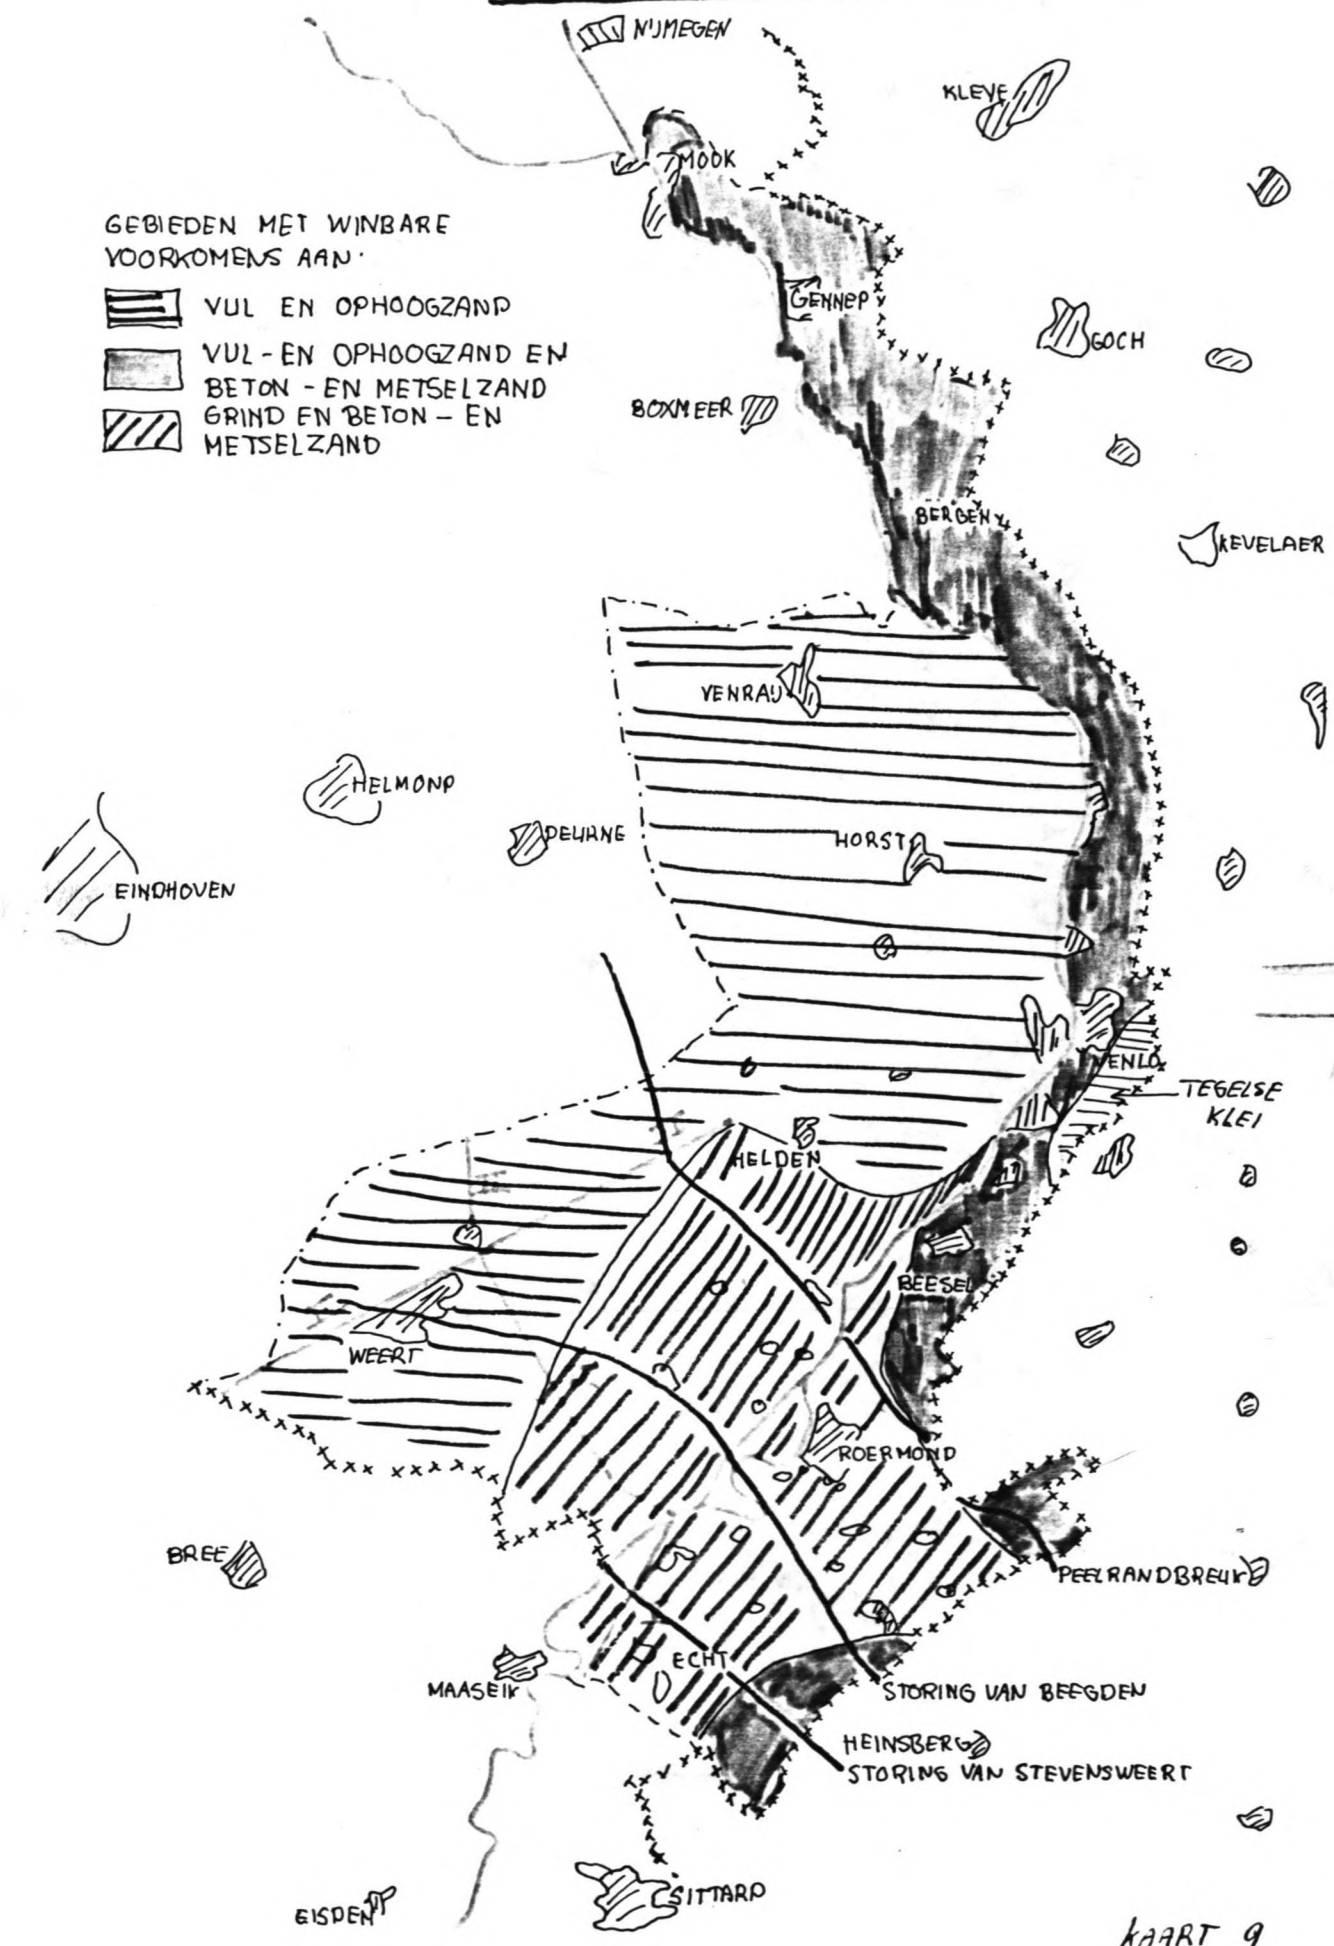 NIJMEGEN
KLEVE
MOOK
GEBIEDEN MET WINBARE
VOORKOMENS AAN:
VUL EN OPHOOGZAND
VUL-EN OPHOOGZAND EN
BETON-EN METSELZAND
GRIND EN BETON-EN
METSELZAND
GENNEP
GOCH
BOXMEER
BERGEN
KEVELAER
VENRAIJ
HELMOND
DEURNE
HORST
EINDHOVEN
VENLO
TEGELSE
KLEI
HELDEN
BEESEL
WEERT
ROERMOND
BREE
PEELRANDBREUK
ECHT
MAASEIK
STORING VAN BEEGDEN
HEINSBERG
STORING VAN STEVENSWEERT
SITTARD
EISDEN
KAART 9